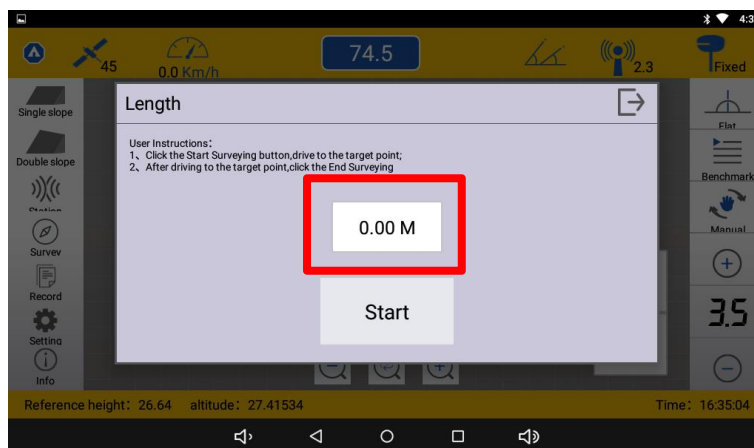 4:3
45
0.0 Km/h
74.5
2.3
Fixed
Single slope
Double slope
Station
Survey
Record
Setting
Info
Length
User Instructions：
1、Click the Start Surveying button,drive to the target point;
2、After driving to the target point,click the End Surveying
0.00 M
Start
Flat
Benchmark
Manual
3.5
Reference height：26.64 altitude：27.41534 Time：16:35:04